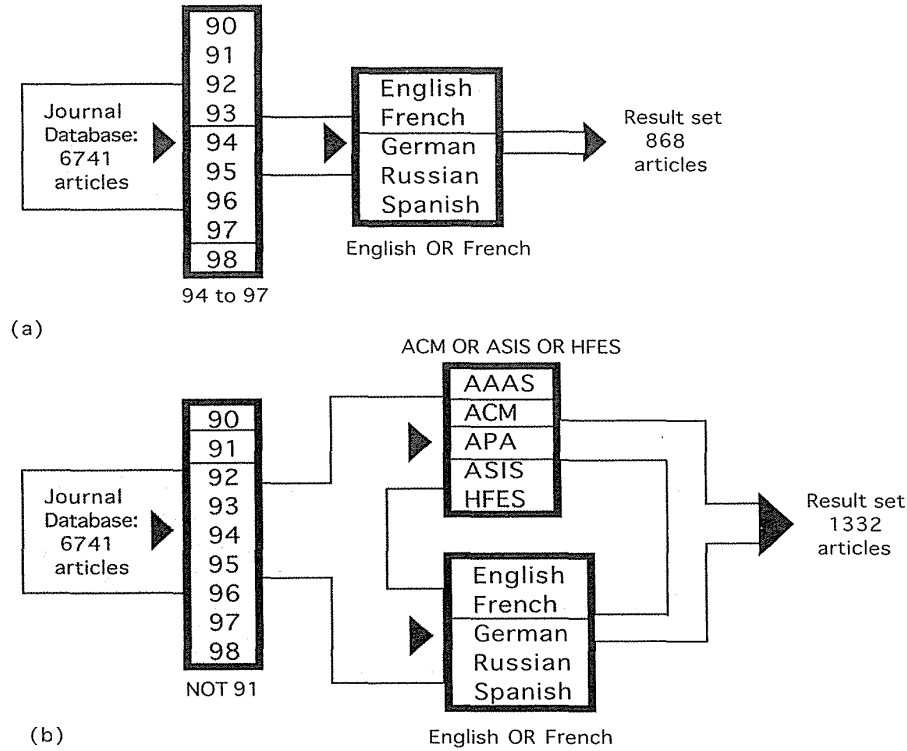 90
91
92
93
94
95
96
97
98
Journal
Database:
6741
articles
94 to 97
English
French
German
Russian
Spanish
English OR French
Result set
868
articles
(a)
ACM OR ASIS OR HFES
AAAS
ACM
APA
ASIS
HFES
90
91
92
93
94
95
96
97
98
Journal
Database:
6741
articles
NOT 91
English
French
German
Russian
Spanish
English OR French
Result set
1332
articles
(b)